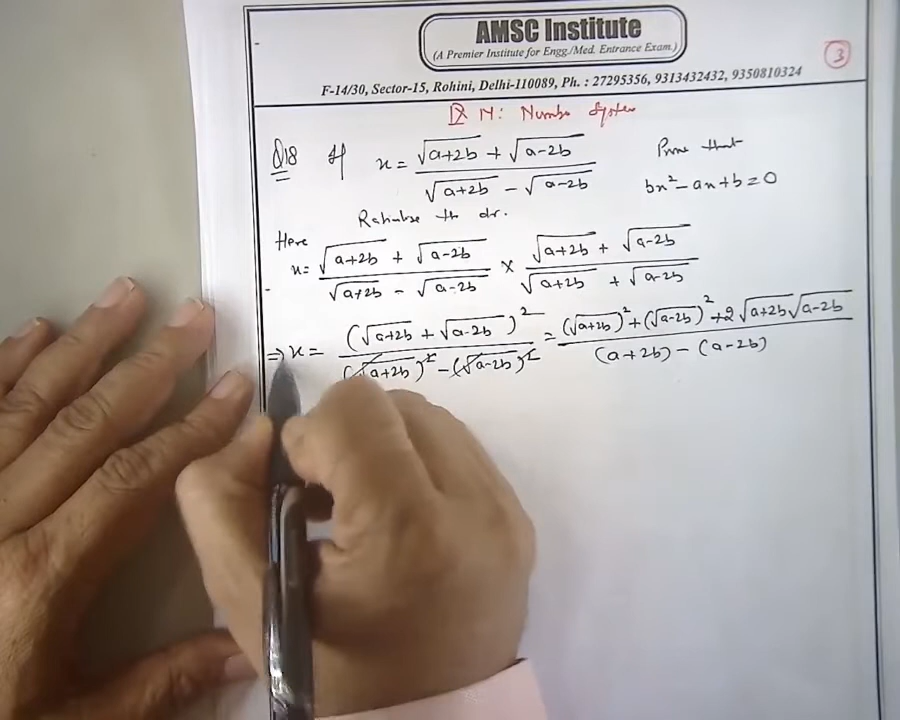 AMSC Institute
(A Premier Institute for Engg./Med. Entrance Exam.)
3
F-14/30, Sector-15, Rohini, Delhi-110089, Ph. : 27295356, 9313432432, 9350810324
IX M: Number System
Q18 If x = (√(a+2b) + √(a-2b)) / (√(a+2b) - √(a-2b)) Prove that
bx² - ax + b = 0
Rationalise the dr.
Here
x = (√(a+2b) + √(a-2b)) / (√(a+2b) - √(a-2b)) × (√(a+2b) + √(a-2b)) / (√(a+2b) + √(a-2b))
⇒ x = (√(a+2b) + √(a-2b))² / ((√(a+2b))² - (√(a-2b))²) = ((√(a+2b))² + (√(a-2b))² + 2√(a+2b)√(a-2b)) / ((a+2b) - (a-2b))